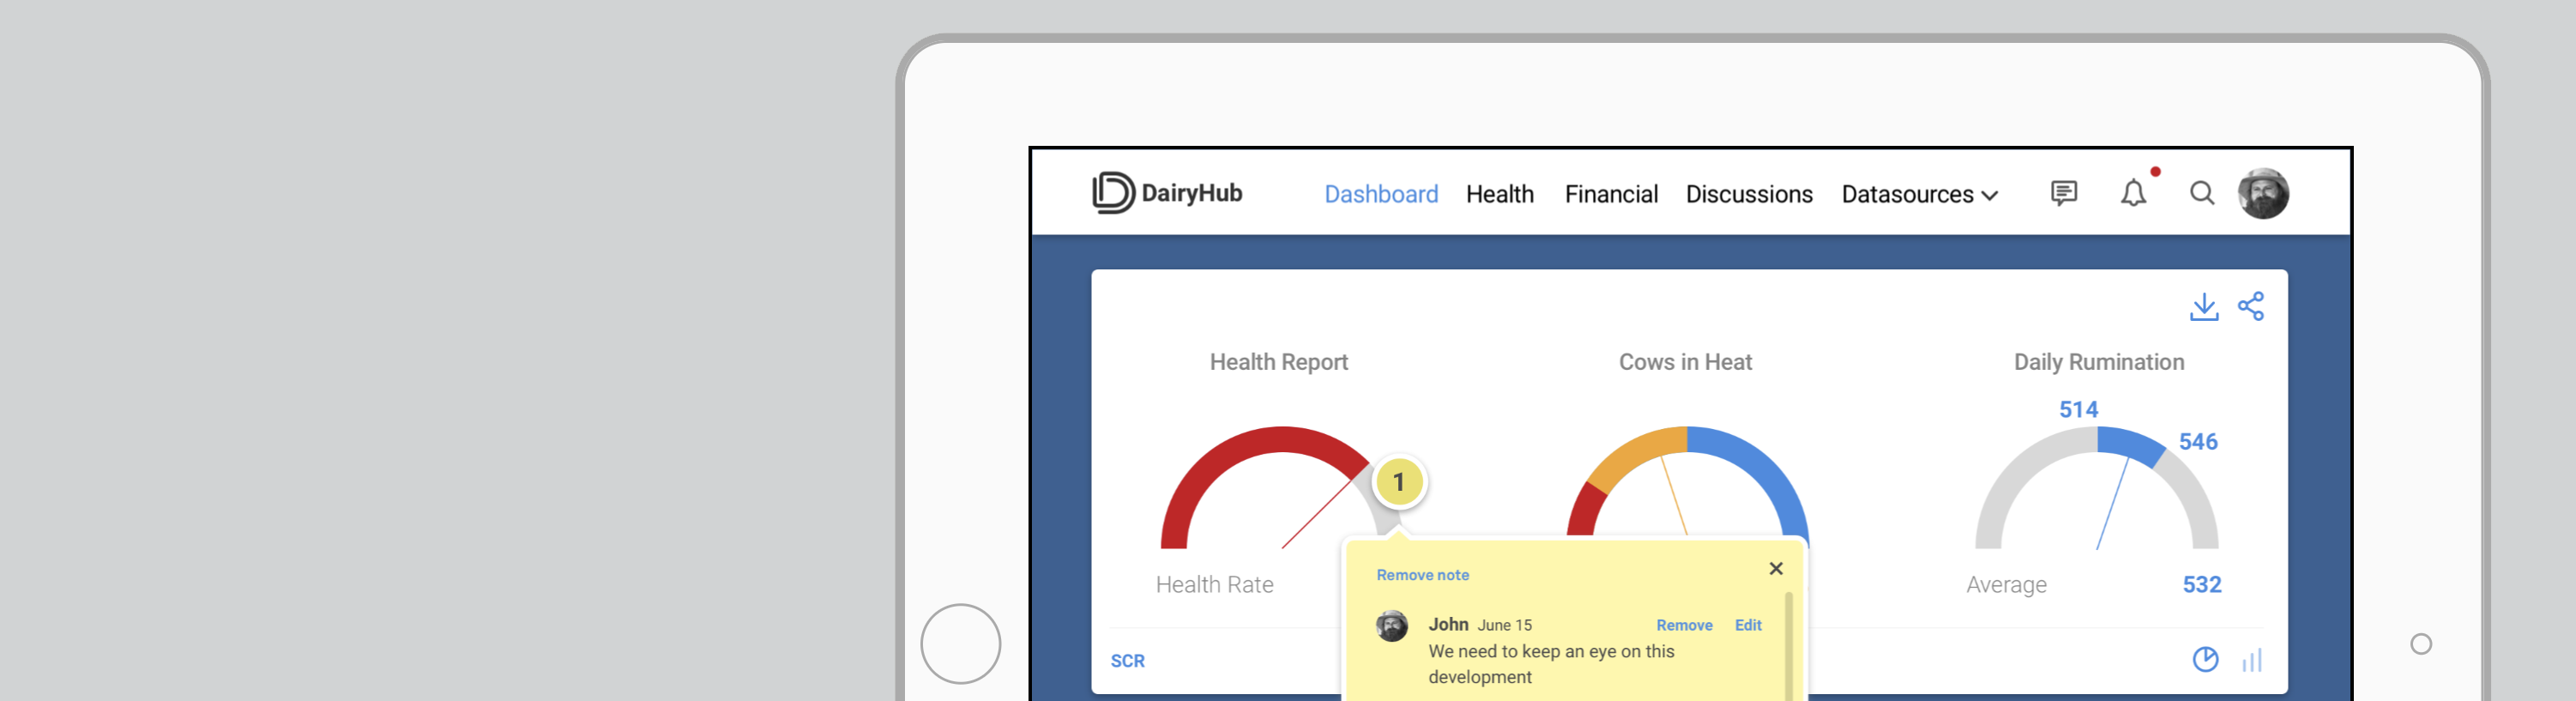 DairyHub
Dashboard Health Financial Discussions Datasources
Health Report
Cows in Heat
Daily Rumination
514
546
1
Health Rate
Average
532
Remove note
John June 15
Remove Edit
We need to keep an eye on this
development
SCR